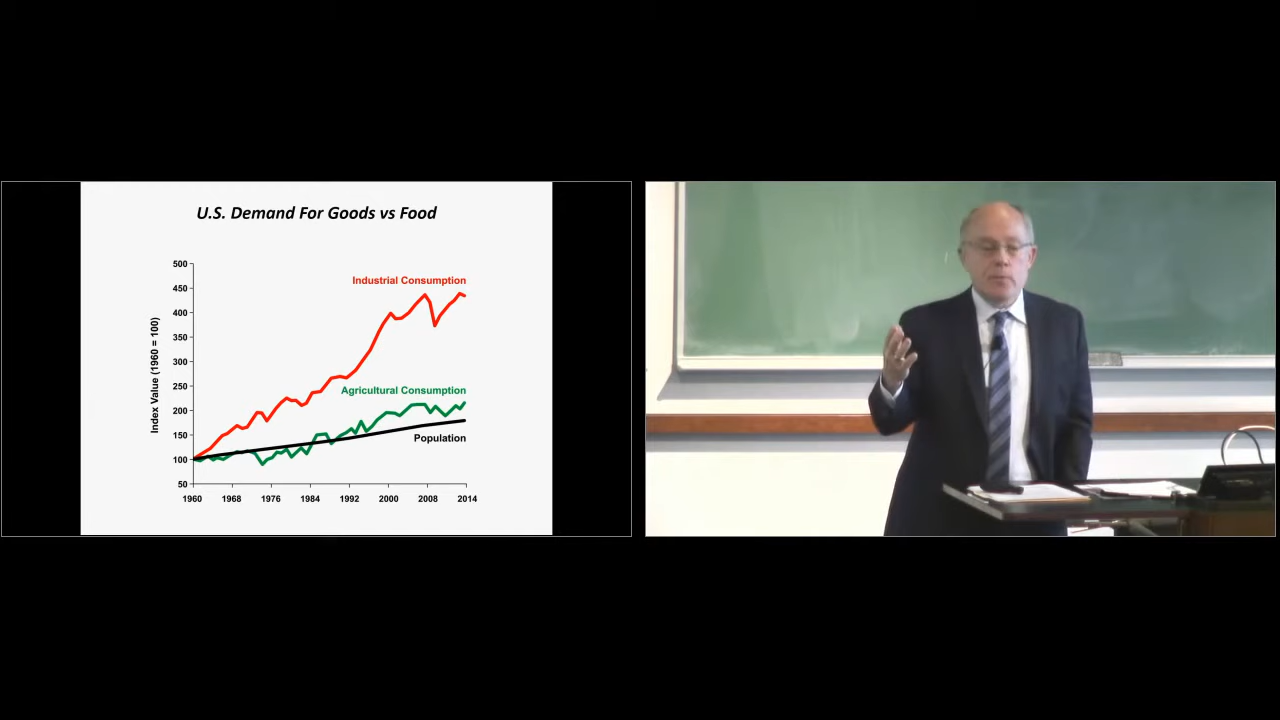 U.S. Demand For Goods vs Food
Index Value (1960 = 100)
500
450
400
350
300
250
200
150
100
50
Industrial Consumption
Agricultural Consumption
Population
1960 1968 1976 1984 1992 2000 2008 2014